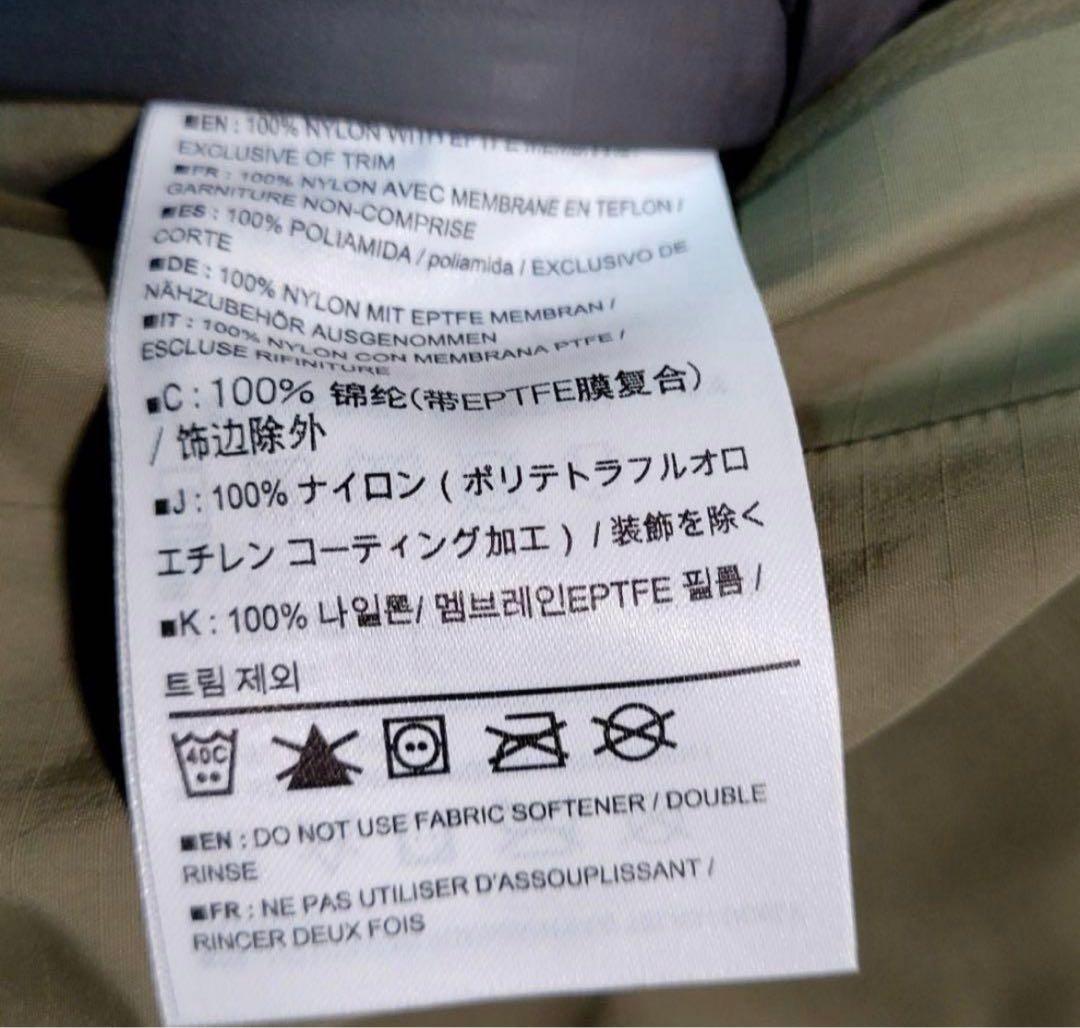 ■EN : 100% NYLON WITH EPTFE MEMBRANE/
EXCLUSIVE OF TRIM
■FR : 100% NYLON AVEC MEMBRANE EN TEFLON /
GARNITURE NON-COMPRISE
■ES : 100% POLIAMIDA / poliamida / EXCLUSIVO DE
CORTE
■DE : 100% NYLON MIT EPTFE MEMBRAN /
NÄHZUBEHÖR AUSGENOMMEN
■IT : 100% NYLON CON MEMBRANA PTFE /
ESCLUSE RIFINITURE
■C : 100% 锦纶(带EPTFE膜复合)
/ 饰边除外
■J : 100% ナイロン ( ポリテトラフルオロ
エチレン コーティング加工 ) / 装飾を除く
■K : 100% 나일론/ 멤브레인EPTFE 필름 /
트림 제외
40C
■EN : DO NOT USE FABRIC SOFTENER / DOUBLE
RINSE
■FR : NE PAS UTILISER D'ASSOUPLISSANT /
RINCER DEUX FOIS